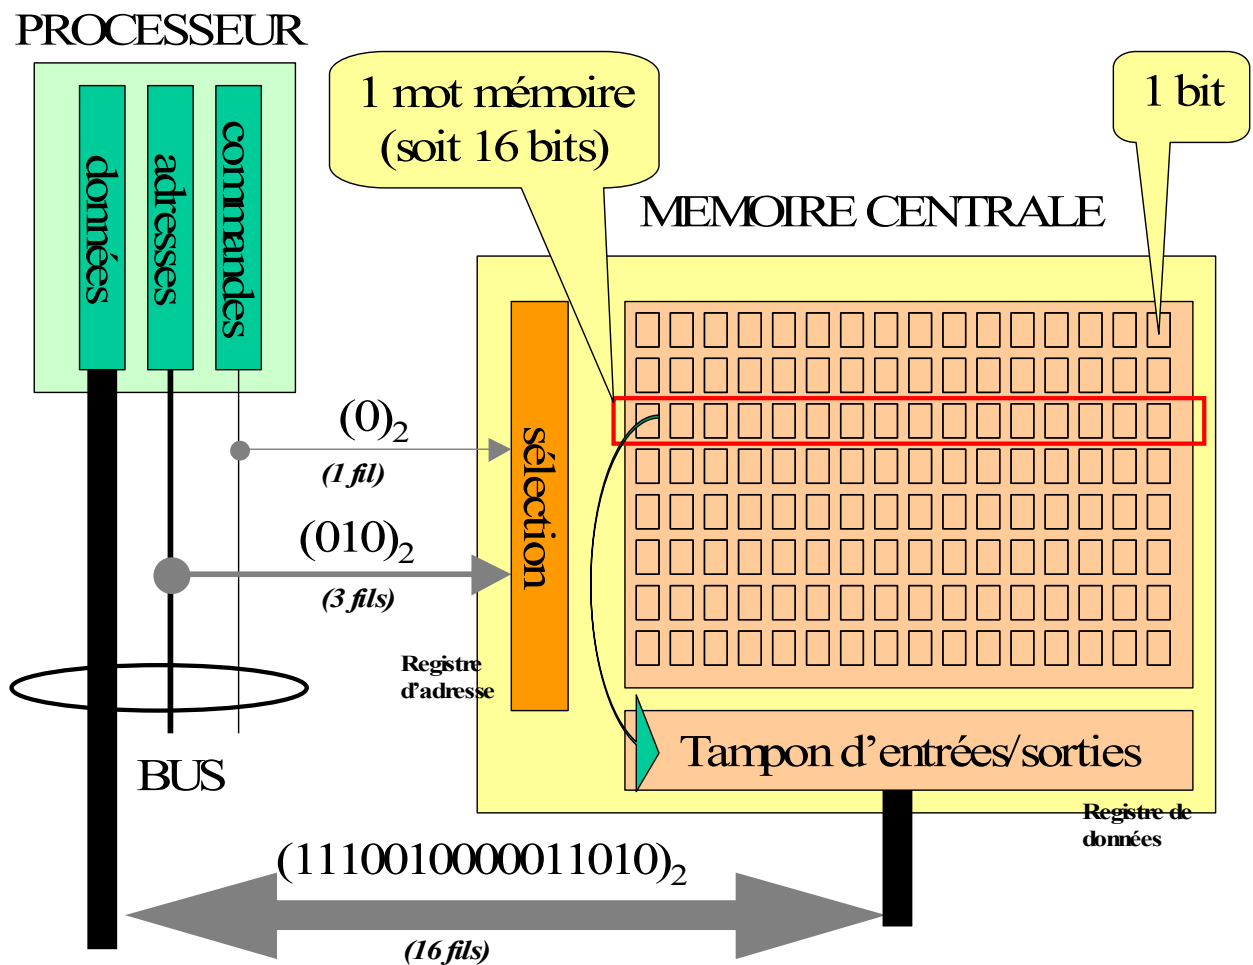 PROCESSEUR
données
adresses
commandes
1 mot mémoire
(soit 16 bits)
1 bit
MEMOIRE CENTRALE
(0)2
(1 fil)
sélection
(010)2
(3 fils)
Registre
d’adresse
BUS
Tampon d’entrées/sorties
Registre de
données
(1110010000011010)2
(16 fils)